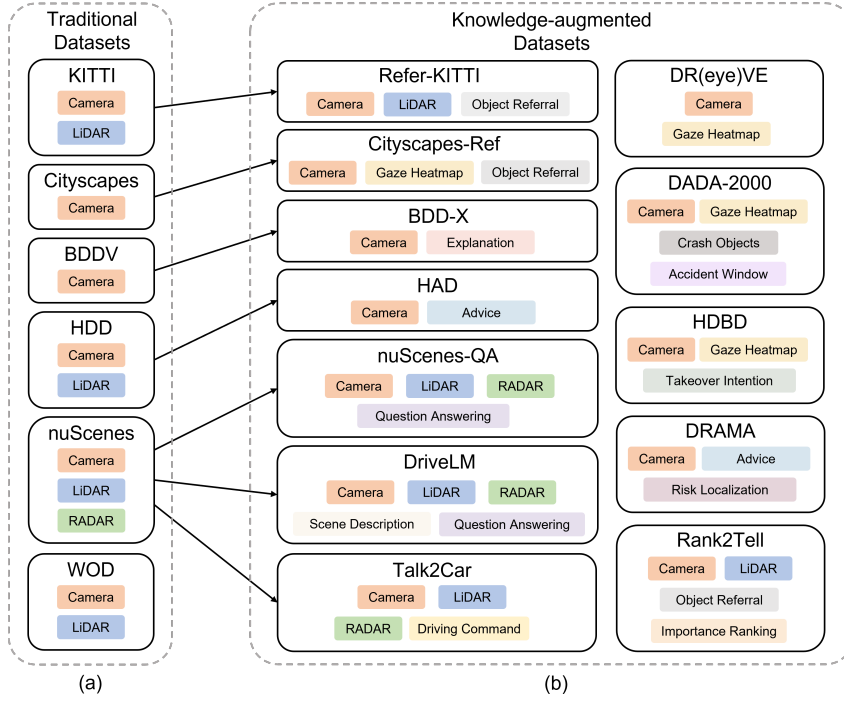 Traditional
Datasets
KITTI
Camera
LiDAR
Cityscapes
Camera
BDDV
Camera
HDD
Camera
LiDAR
nuScenes
Camera
LiDAR
RADAR
WOD
Camera
LiDAR
(a)
Knowledge-augmented
Datasets
Refer-KITTI
Camera LiDAR Object Referral
Cityscapes-Ref
Camera Gaze Heatmap Object Referral
BDD-X
Camera Explanation
HAD
Camera Advice
nuScenes-QA
Camera LiDAR RADAR
Question Answering
DriveLM
Camera LiDAR RADAR
Scene Description Question Answering
Talk2Car
Camera LiDAR
RADAR Driving Command
DR(eye)VE
Camera
Gaze Heatmap
DADA-2000
Camera Gaze Heatmap
Crash Objects
Accident Window
HDBD
Camera Gaze Heatmap
Takeover Intention
DRAMA
Camera Advice
Risk Localization
Rank2Tell
Camera LiDAR
Object Referral
Importance Ranking
(b)